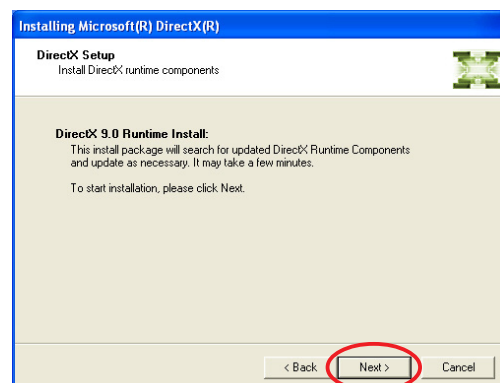 Installing Microsoft(R) DirectX(R)
DirectX Setup
Install DirectX runtime components
DirectX 9.0 Runtime Install:
This install package will search for updated DirectX Runtime Components
and update as necessary. It may take a few minutes.
To start installation, please click Next.
< Back
Next >
Cancel